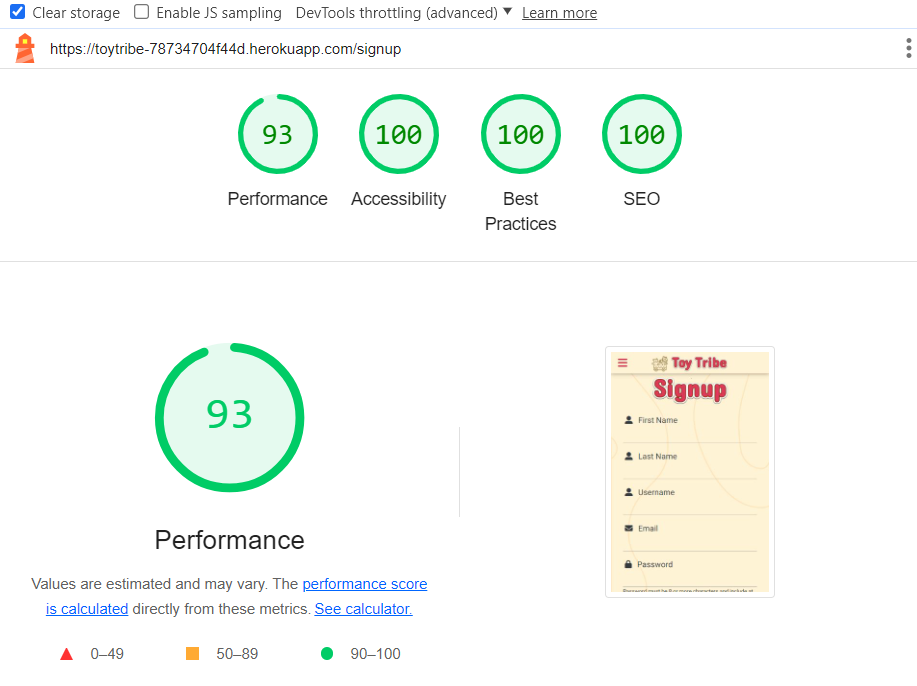 Clear storage Enable JS sampling DevTools throttling (advanced) Learn more
https://toytribe-78734704f44d.herokuapp.com/signup
93 100 100 100
Performance Accessibility Best Practices SEO
93
Performance
Values are estimated and may vary. The performance score
is calculated directly from these metrics. See calculator.
0–49 50–89 90–100
Toy Tribe
Signup
First Name
Last Name
Username
Email
Password